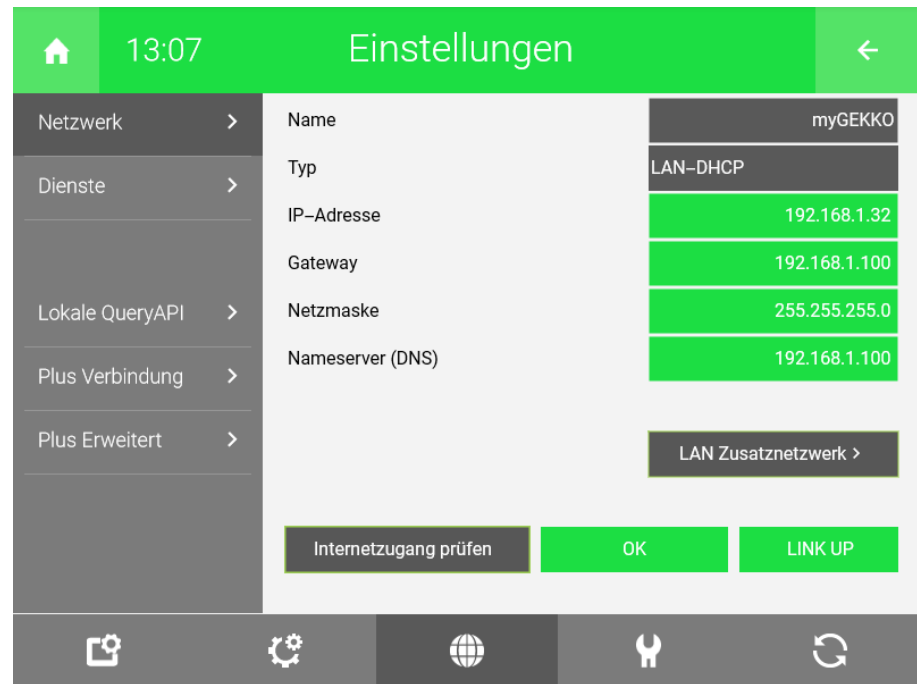 13:07 Einstellungen
Netzwerk
Dienste
Lokale QueryAPI
Plus Verbindung
Plus Erweitert
Name myGEKKO
Typ LAN-DHCP
IP-Adresse 192.168.1.32
Gateway 192.168.1.100
Netzmaske 255.255.255.0
Nameserver (DNS) 192.168.1.100
LAN Zusatznetzwerk >
Internetzugang prüfen OK LINK UP